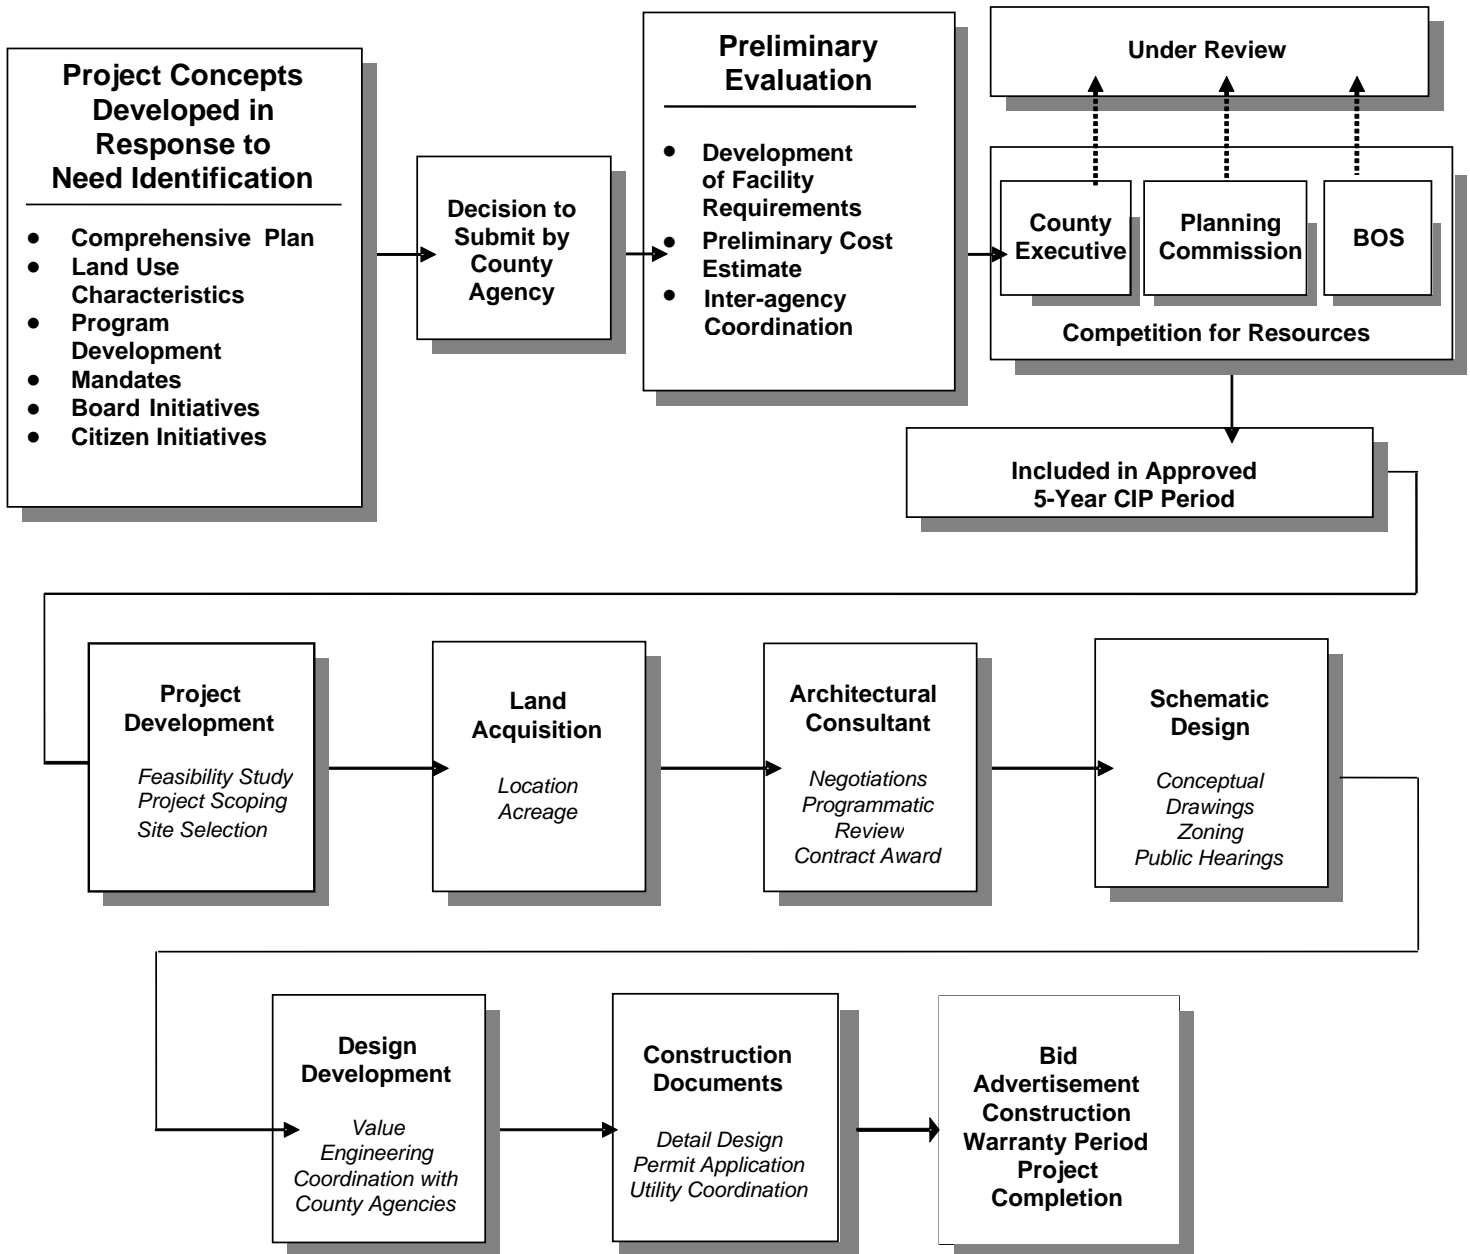 Project Concepts
Developed in
Response to
Need Identification
● Comprehensive Plan
● Land Use
Characteristics
● Program
Development
● Mandates
● Board Initiatives
● Citizen Initiatives
Decision to
Submit by
County
Agency
Preliminary
Evaluation
● Development
of Facility
Requirements
● Preliminary Cost
Estimate
● Inter-agency
Coordination
Under Review
County
Executive
Planning
Commission
BOS
Competition for Resources
Included in Approved
5-Year CIP Period
Project
Development
Feasibility Study
Project Scoping
Site Selection
Land
Acquisition
Location
Acreage
Architectural
Consultant
Negotiations
Programmatic
Review
Contract Award
Schematic
Design
Conceptual
Drawings
Zoning
Public Hearings
Design
Development
Value
Engineering
Coordination with
County Agencies
Construction
Documents
Detail Design
Permit Application
Utility Coordination
Bid
Advertisement
Construction
Warranty Period
Project
Completion